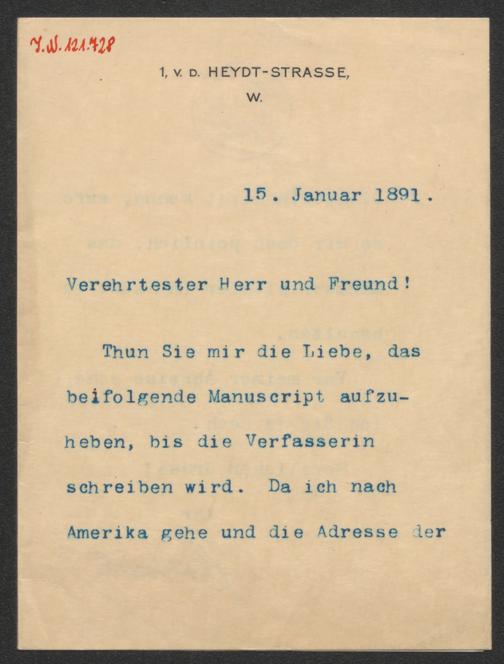 I.N. 121.728
1, v. d. HEYDT-STRASSE,
W.
15. Januar 1891.
Verehrtester Herr und Freund!
Thun Sie mir die Liebe, das
beifolgende Manuscript aufzu-
heben, bis die Verfasserin
schreiben wird. Da ich nach
Amerika gehe und die Adresse der